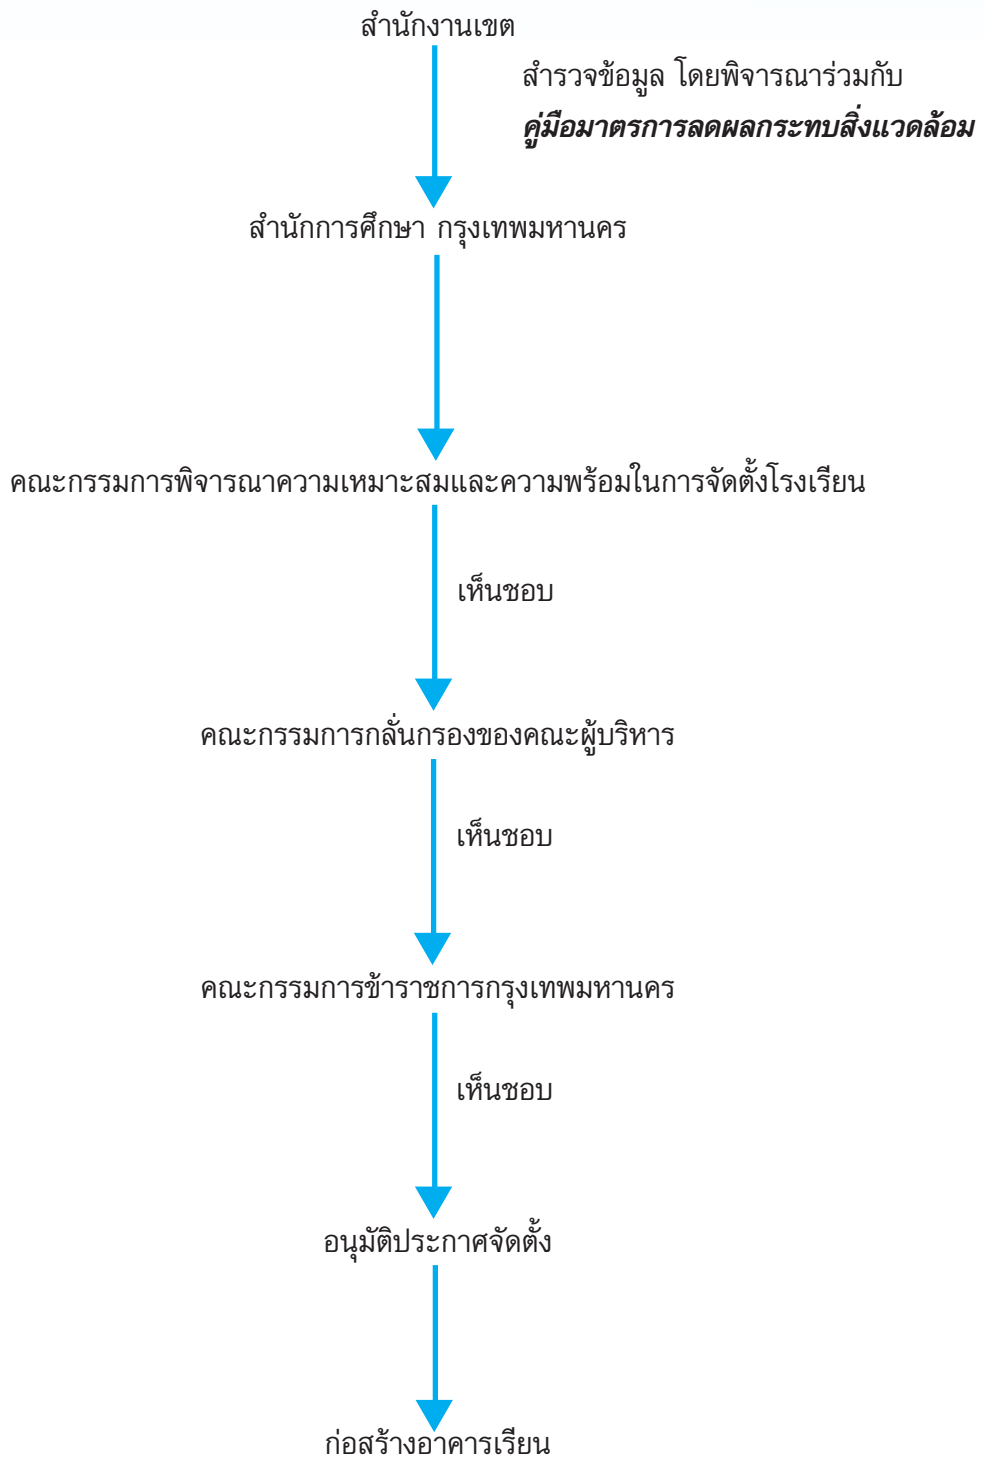 สำนักงานเขต
สำรวจข้อมูล โดยพิจารณาร่วมกับ
คู่มือมาตรการลดผลกระทบสิ่งแวดล้อม
สำนักการศึกษา กรุงเทพมหานคร
คณะกรรมการพิจารณาความเหมาะสมและความพร้อมในการจัดตั้งโรงเรียน
เห็นชอบ
คณะกรรมการกลั่นกรองของคณะผู้บริหาร
เห็นชอบ
คณะกรรมการข้าราชการกรุงเทพมหานคร
เห็นชอบ
อนุมัติประกาศจัดตั้ง
ก่อสร้างอาคารเรียน